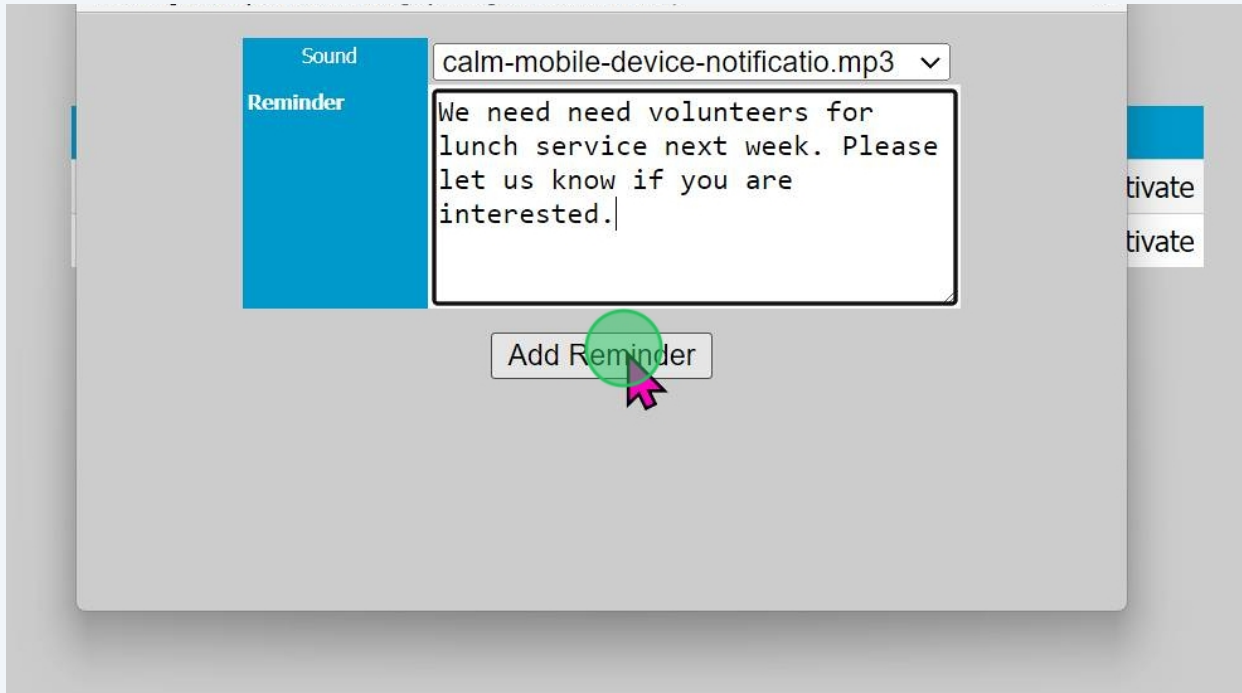 Sound
calm-mobile-device-notificatio.mp3
Reminder
We need need volunteers for
lunch service next week. Please
let us know if you are
interested.
tivate
tivate
Add Reminder